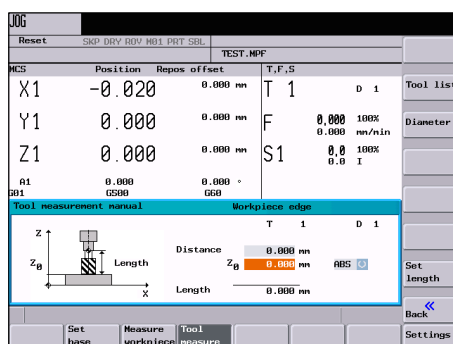 JOG
Reset SKP DRY ROV M01 PRT SBL
TEST.MPF
MCS Position Repos offset T,F,S
X1 -0.020 0.000 mm T 1 D 1
Y1 0.000 0.000 mm F 0,000 100%
0.000 mm/min
Z1 0.000 0.000 mm S1 0,0 100%
0.0 I
A1 0.000 0.000 °
G01 G500 G60
Tool list
Diameter
Tool measurement manual Workpiece edge
T 1 D 1
Z
Distance 0.000 mm
Z0 Length Z0 0.000 mm ABS
X
Length 0.000 mm
Set
length
«
Back
Set
base
Measure
workpiece
Tool
measure
Settings